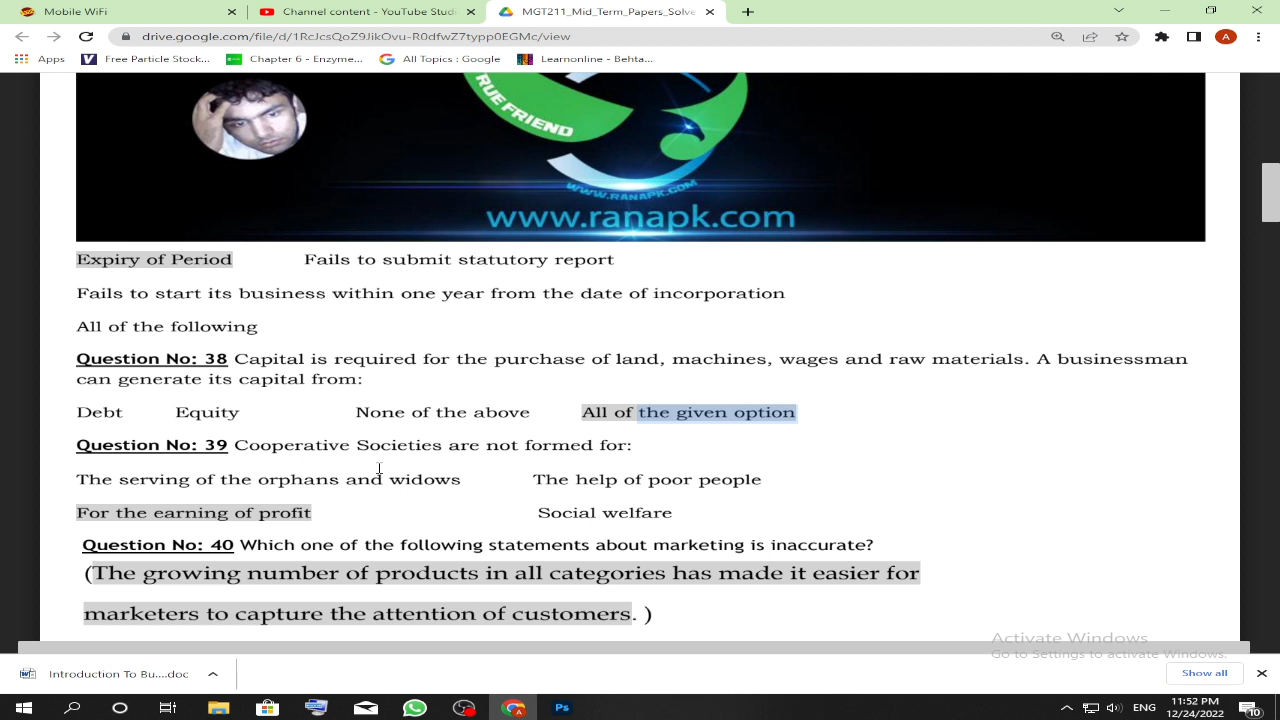 Mobile WiFi
- YouTube Studi
MGT211_Mid_Term_Papers_Solve
drive.google.com/file/d/1RcJcsQoZ9JikOvu-R0dfwZ7typp0EGMc/view
Apps
Free Particle Stock...
Chapter 6 - Enzyme...
All Topics : Google
Learnonline - Behta...
A
RUE FRIEND
WWW.RANAPK.COM
www.ranapk.com
Expiry of Period Fails to submit statutory report
Fails to start its business within one year from the date of incorporation
All of the following
Question No: 38 Capital is required for the purchase of land, machines, wages and raw materials. A businessman
can generate its capital from:
Debt Equity None of the above All of the given option
Question No: 39 Cooperative Societies are not formed for:
The serving of the orphans and widows The help of poor people
For the earning of profit Social welfare
Question No: 40 Which one of the following statements about marketing is inaccurate?
(The growing number of products in all categories has made it easier for
marketers to capture the attention of customers. )
Activate Windows
Go to Settings to activate Windows.
Introduction To Bu....doc
Show all
Ps
ENG
11:52 PM
12/24/2022
10